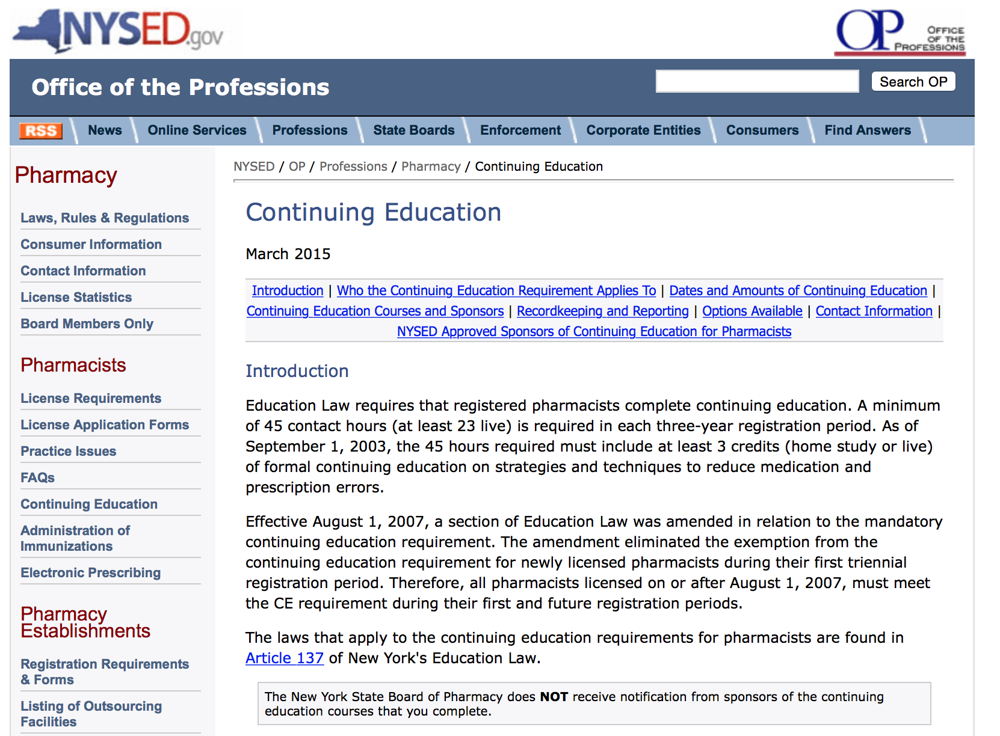 NYSED.gov
OP OFFICE
OF THE
PROFESSIONS
Office of the Professions
Search OP
RSS News Online Services Professions State Boards Enforcement Corporate Entities Consumers Find Answers
Pharmacy
Laws, Rules & Regulations
Consumer Information
Contact Information
License Statistics
Board Members Only
Pharmacists
License Requirements
License Application Forms
Practice Issues
FAQs
Continuing Education
Administration of
Immunizations
Electronic Prescribing
Pharmacy
Establishments
Registration Requirements
& Forms
Listing of Outsourcing
Facilities
NYSED / OP / Professions / Pharmacy / Continuing Education
Continuing Education
March 2015
Introduction | Who the Continuing Education Requirement Applies To | Dates and Amounts of Continuing Education |
Continuing Education Courses and Sponsors | Recordkeeping and Reporting | Options Available | Contact Information |
NYSED Approved Sponsors of Continuing Education for Pharmacists
Introduction
Education Law requires that registered pharmacists complete continuing education. A minimum
of 45 contact hours (at least 23 live) is required in each three-year registration period. As of
September 1, 2003, the 45 hours required must include at least 3 credits (home study or live)
of formal continuing education on strategies and techniques to reduce medication and
prescription errors.
Effective August 1, 2007, a section of Education Law was amended in relation to the mandatory
continuing education requirement. The amendment eliminated the exemption from the
continuing education requirement for newly licensed pharmacists during their first triennial
registration period. Therefore, all pharmacists licensed on or after August 1, 2007, must meet
the CE requirement during their first and future registration periods.
The laws that apply to the continuing education requirements for pharmacists are found in
Article 137 of New York's Education Law.
The New York State Board of Pharmacy does NOT receive notification from sponsors of the continuing
education courses that you complete.